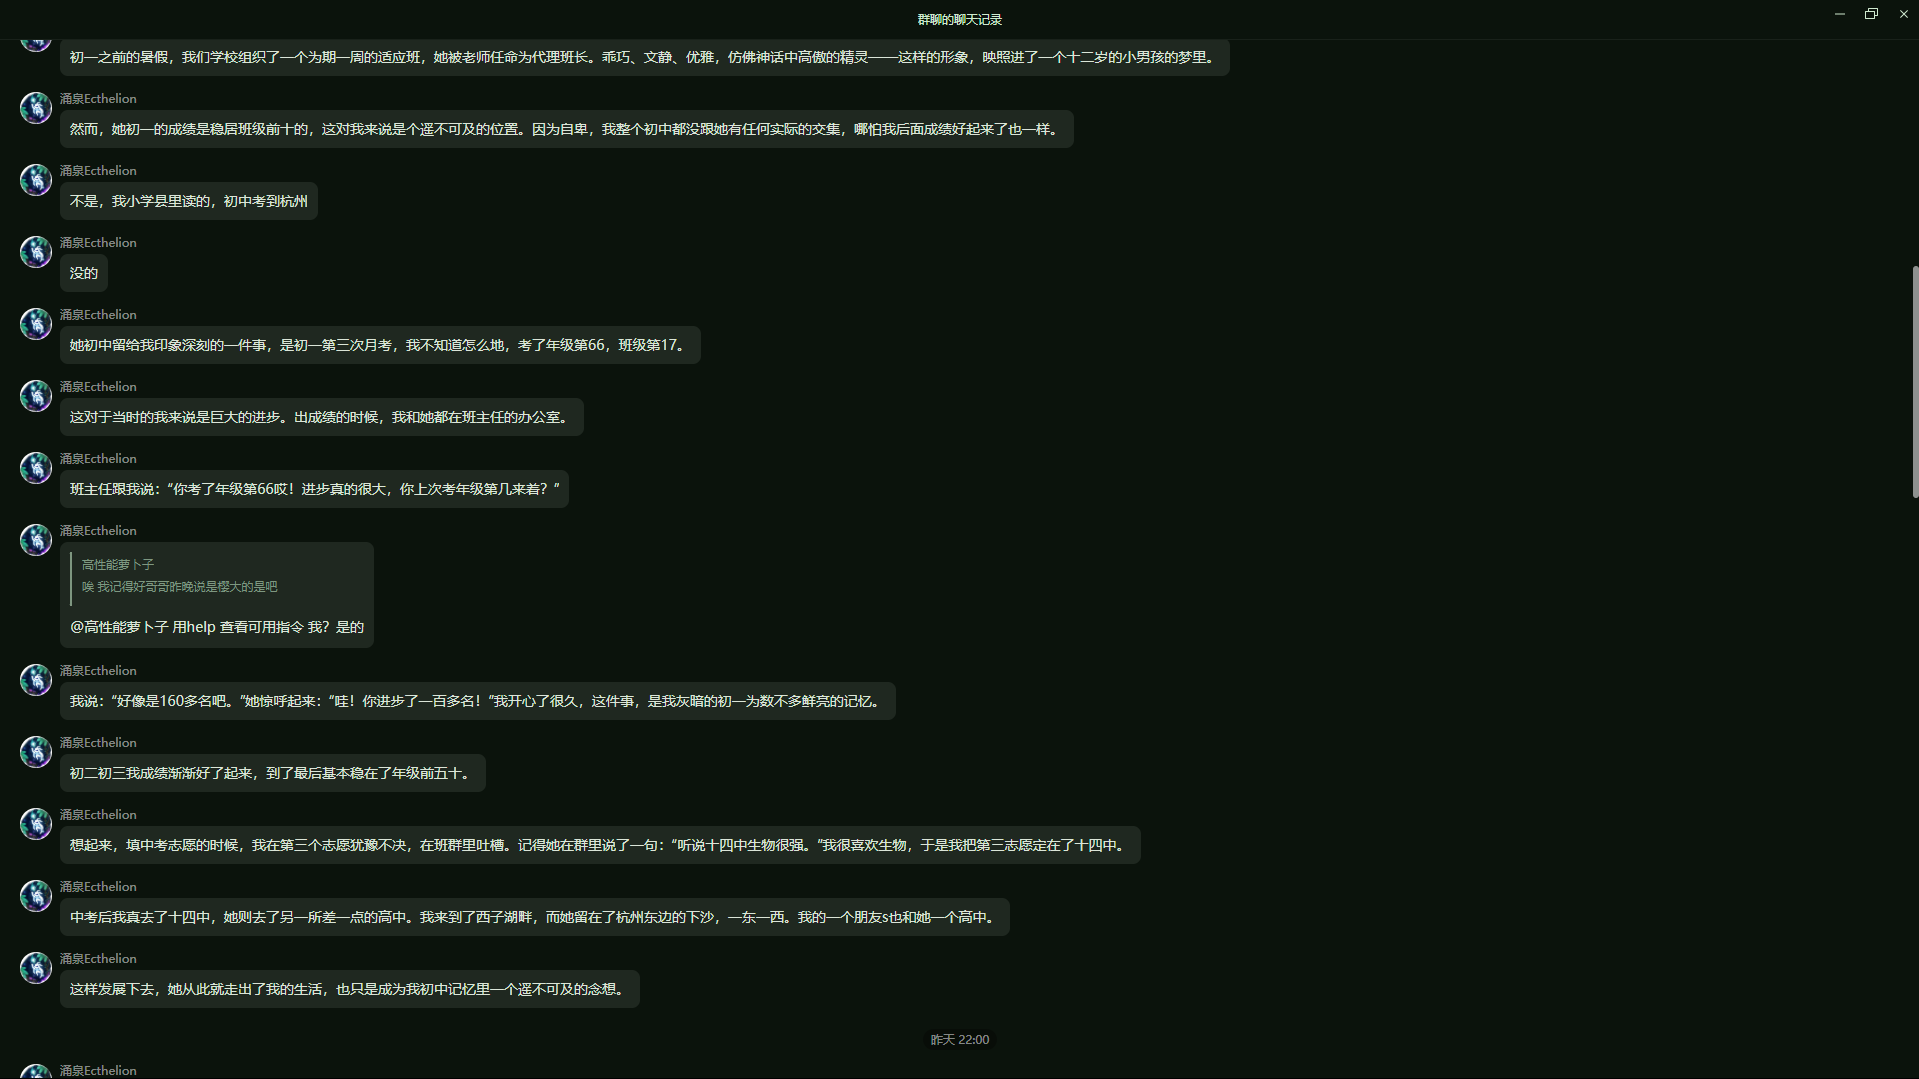 群聊的聊天记录
初一之前的暑假，我们学校组织了一个为期一周的适应班，她被老师任命为代理班长。乖巧、文静、优雅，仿佛神话中高傲的精灵——这样的形象，映照进了一个十二岁的小男孩的梦里。
涌泉Ecthelion
然而，她初一的成绩是稳居班级前十的，这对我来说是个遥不可及的位置。因为自卑，我整个初中都没跟她有任何实际的交集，哪怕我后面成绩好起来了也一样。
涌泉Ecthelion
不是，我小学县里读的，初中考到杭州
涌泉Ecthelion
没的
涌泉Ecthelion
她初中留给我印象深刻的一件事，是初一第三次月考，我不知道怎么地，考了年级第66，班级第17。
涌泉Ecthelion
这对于当时的我来说是巨大的进步。出成绩的时候，我和她都在班主任的办公室。
涌泉Ecthelion
班主任跟我说：“你考了年级第66哎！进步真的很大，你上次考年级第几来着？”
涌泉Ecthelion
高性能萝卜子
唉 我记得好哥哥昨晚说是樱大的是吧
@高性能萝卜子 用help 查看可用指令 我？是的
涌泉Ecthelion
我说：“好像是160多名吧。”她惊呼起来：“哇！你进步了一百多名！”我开心了很久，这件事，是我灰暗的初一为数不多鲜亮的记忆。
涌泉Ecthelion
初二初三我成绩渐渐好了起来，到了最后基本稳在了年级前五十。
涌泉Ecthelion
想起来，填中考志愿的时候，我在第三个志愿犹豫不决，在班群里吐槽。记得她在群里说了一句：“听说十四中生物很强。”我很喜欢生物，于是我把第三志愿定在了十四中。
涌泉Ecthelion
中考后我真去了十四中，她则去了另一所差一点的高中。我来到了西子湖畔，而她留在了杭州东边的下沙，一东一西。我的一个朋友s也和她一个高中。
涌泉Ecthelion
这样发展下去，她从此就走出了我的生活，也只是成为我初中记忆里一个遥不可及的念想。
昨天 22:00
涌泉Ecthelion